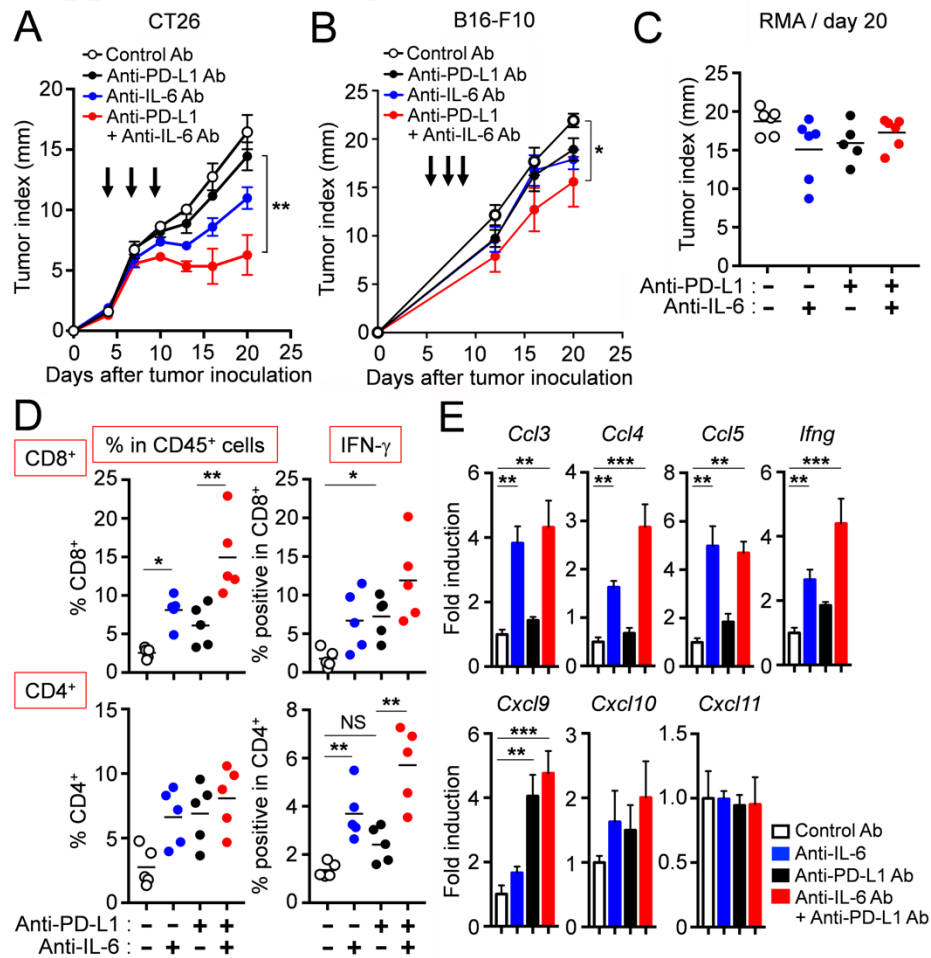 A
CT26
Control Ab
Anti-PD-L1 Ab
Anti-IL-6 Ab
Anti-PD-L1
+ Anti-IL-6 Ab
Tumor index (mm)
20
15
10
5
0
**
0 5 10 15 20 25
Days after tumor inoculation
B
B16-F10
Control Ab
Anti-PD-L1 Ab
Anti-IL-6 Ab
Anti-PD-L1
+ Anti-IL-6 Ab
Tumor index (mm)
25
20
15
10
5
0
*
0 5 10 15 20 25
Days after tumor inoculation
C
RMA / day 20
Tumor index (mm)
25
20
15
10
5
0
Anti-PD-L1 : − − + +
Anti-IL-6 : − + − +
D
CD8⁺
% in CD45⁺ cells
IFN-γ
% CD8⁺
25
20
15
10
5
0
*
**
% positive in CD8⁺
25
20
15
10
5
0
*
CD4⁺
% CD4⁺
15
10
5
0
% positive in CD4⁺
8
6
4
2
0
NS
**
**
Anti-PD-L1 : − − + + − − + +
Anti-IL-6 : − + − + − + − +
E
Ccl3
Fold induction
6
4
2
0
**
**
Ccl4
4
3
2
1
0
***
**
Ccl5
8
6
4
2
0
**
**
Ifng
6
4
2
0
***
**
Cxcl9
Fold induction
6
4
2
0
***
**
Cxcl10
3
2
1
0
Cxcl11
1.5
1.0
0.5
0
Control Ab
Anti-IL-6
Anti-PD-L1 Ab
Anti-IL-6 Ab
+ Anti-PD-L1 Ab